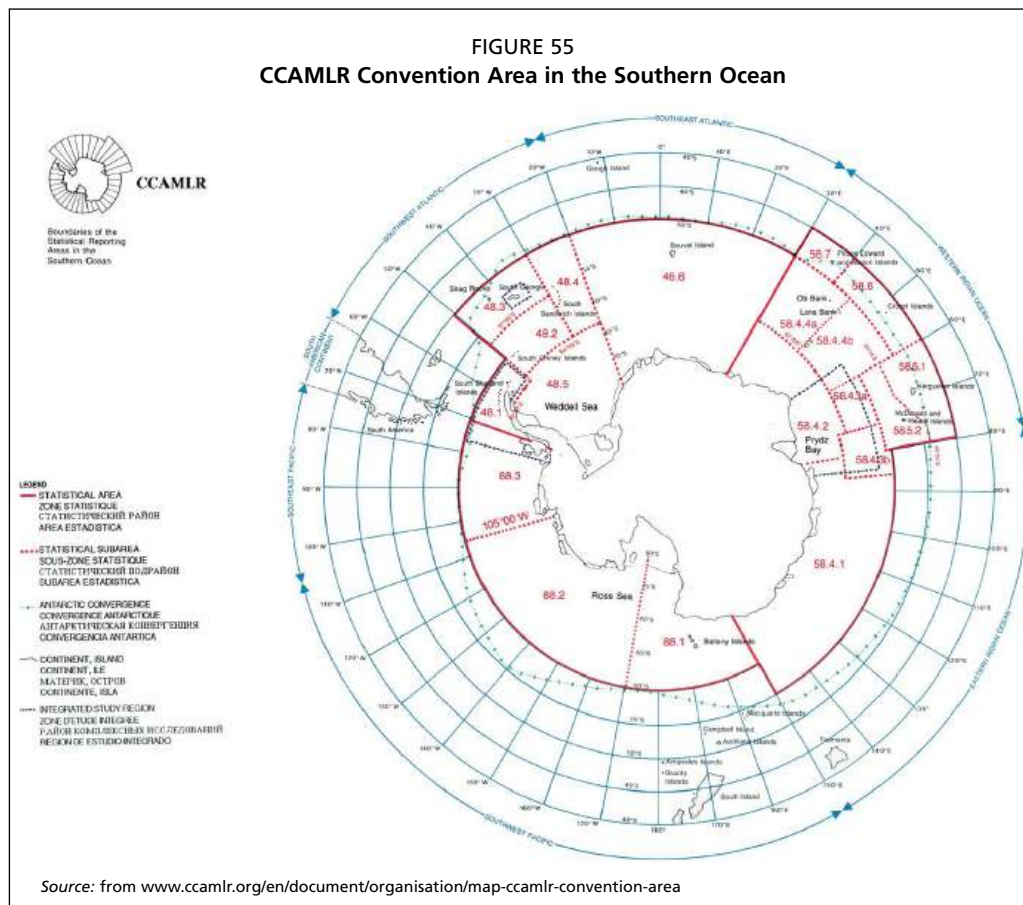 FIGURE 55
CCAMLR Convention Area in the Southern Ocean
CCAMLR
Boundaries of the
Statistical Reporting
Areas in the
Southern Ocean
LEGEND
STATISTICAL AREA
ZONE STATISTIQUE
СТАТИСТИЧЕСКИЙ РАЙОН
AREA ESTADISTICA
STATISTICAL SUBAREA
SOUS-ZONE STATISTIQUE
СТАТИСТИЧЕСКИЙ ПОДРАЙОН
SUBAREA ESTADISTICA
ANTARCTIC CONVERGENCE
CONVERGENCE ANTARCTIQUE
АНТАРКТИЧЕСКАЯ КОНВЕРГЕНЦИЯ
CONVERGENCIA ANTARTICA
CONTINENT, ISLAND
CONTINENT, ILE
МАТЕРИК, ОСТРОВ
CONTINENTE, ISLA
INTEGRATED STUDY REGION
ZONE D'ETUDE INTEGREE
РАЙОН КОМПЛЕКСНЫХ ИССЛЕДОВАНИЙ
REGION DE ESTUDIO INTEGRADO
SOUTHEAST ATLANTIC
SOUTHWEST ATLANTIC
WESTERN INDIAN OCEAN
SOUTH
AMERICAN
CONTINENT
SOUTHEAST PACIFIC
EASTERN INDIAN OCEAN
SOUTHWEST PACIFIC
Gough Island
Bouvet Island
48.6
58.7
Prince Edward
58.6
Crozet Islands
Ob Bank
Lena Bank
58.4.4a
58.4.4b
58.5.1
Kerguelen Islands
58.4.3a
McDonald and
Heard Islands
58.5.2
58.4.2
Prydz
Bay
58.4.3b
Shag Rocks
South Georgia
48.3
48.4
South
Sandwich Islands
48.2
South Orkney Islands
48.5
Weddell Sea
South Shetland
Islands
48.1
South America
88.3
105°00'W
88.2
Ross Sea
58.4.1
88.1
Balleny Islands
Macquarie Islands
Campbell Island
Auckland Islands
Tasmania
Antipodes Islands
Bounty
Islands
South Island
Source: from www.ccamlr.org/en/document/organisation/map-ccamlr-convention-area